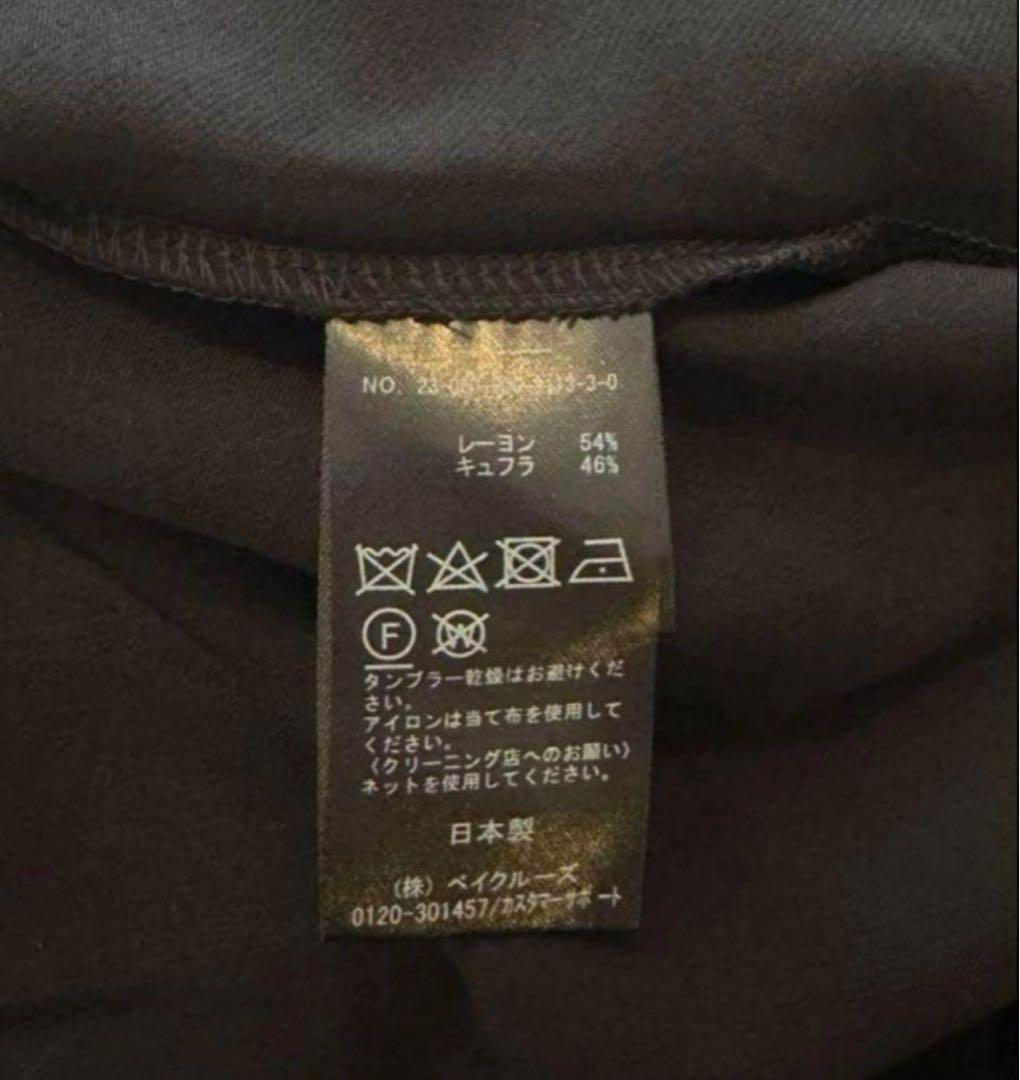 NO. 23-3-0
レーヨン 54%
キュプラ 46%
F
W
タンブラー乾燥はお避けくだ
さい。
アイロンは当て布を使用して
ください。
〈クリーニング店へのお願い〉
ネットを使用してください。
日本製
(株) ベイクルーズ
0120-301457/カスタマーサポート